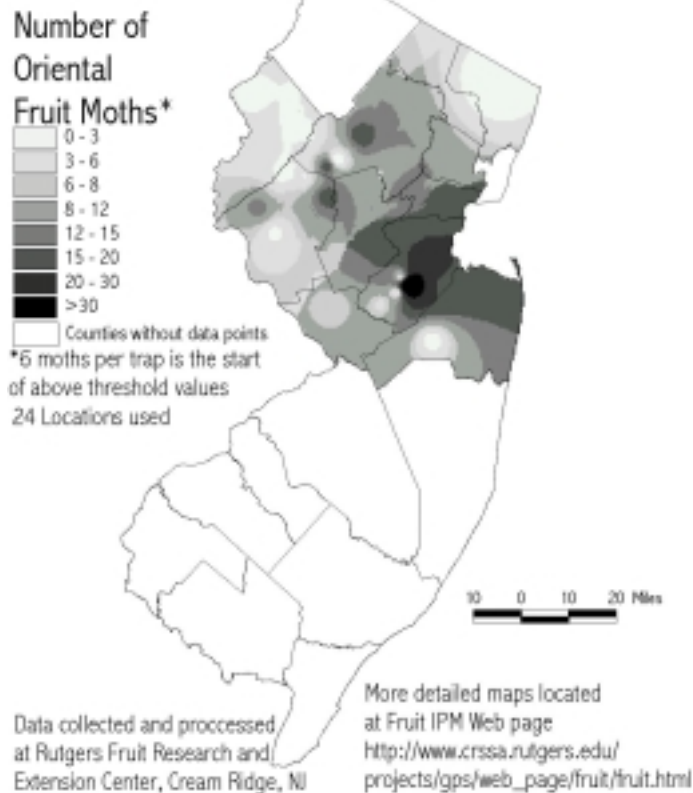 Number of
Oriental
Fruit Moths*
0 - 3
3 - 6
6 - 8
8 - 12
12 - 15
15 - 20
20 - 30
>30
Counties without data points
*6 moths per trap is the start
of above threshold values
24 Locations used
10 0 10 20 Miles
Data collected and proccessed
at Rutgers Fruit Research and
Extension Center, Cream Ridge, NJ
More detailed maps located
at Fruit IPM Web page
http://www.crssa.rutgers.edu/
projects/gps/web_page/fruit/fruit.html